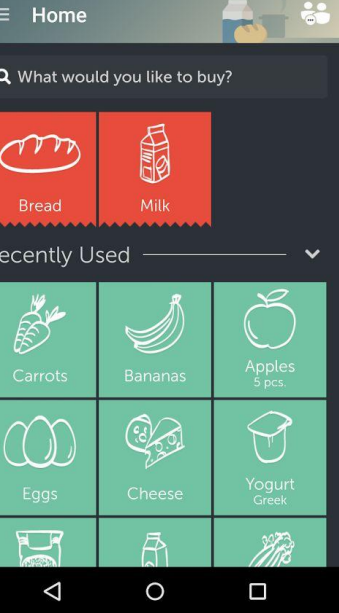 Home
What would you like to buy?
Bread
Milk
ecently Used
Carrots
Bananas
Apples
5 pcs.
Eggs
Cheese
Yogurt
Greek